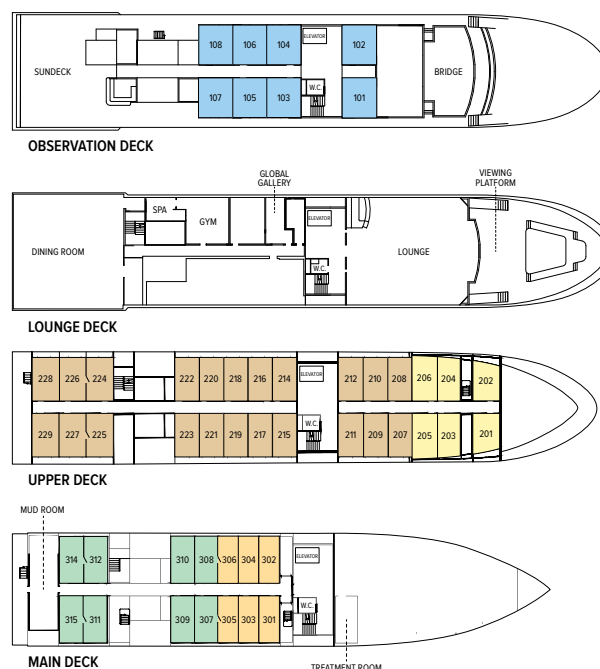 108 106 104 ELEVATOR 102
SUNDECK BRIDGE
W.C.
107 105 103 101
OBSERVATION DECK
GLOBAL
GALLERY
VIEWING
PLATFORM
SPA
GYM ELEVATOR
DINING ROOM LOUNGE
W.C.
LOUNGE DECK
228 226 224 222 220 218 216 214 ELEVATOR 212 210 208 206 204 202
W.C.
229 227 225 223 221 219 217 215 211 209 207 205 203 201
UPPER DECK
MUD ROOM
314 312 310 308 306 304 302 ELEVATOR
W.C.
315 311 309 307 305 303 301
MAIN DECK
TREATMENT ROOM